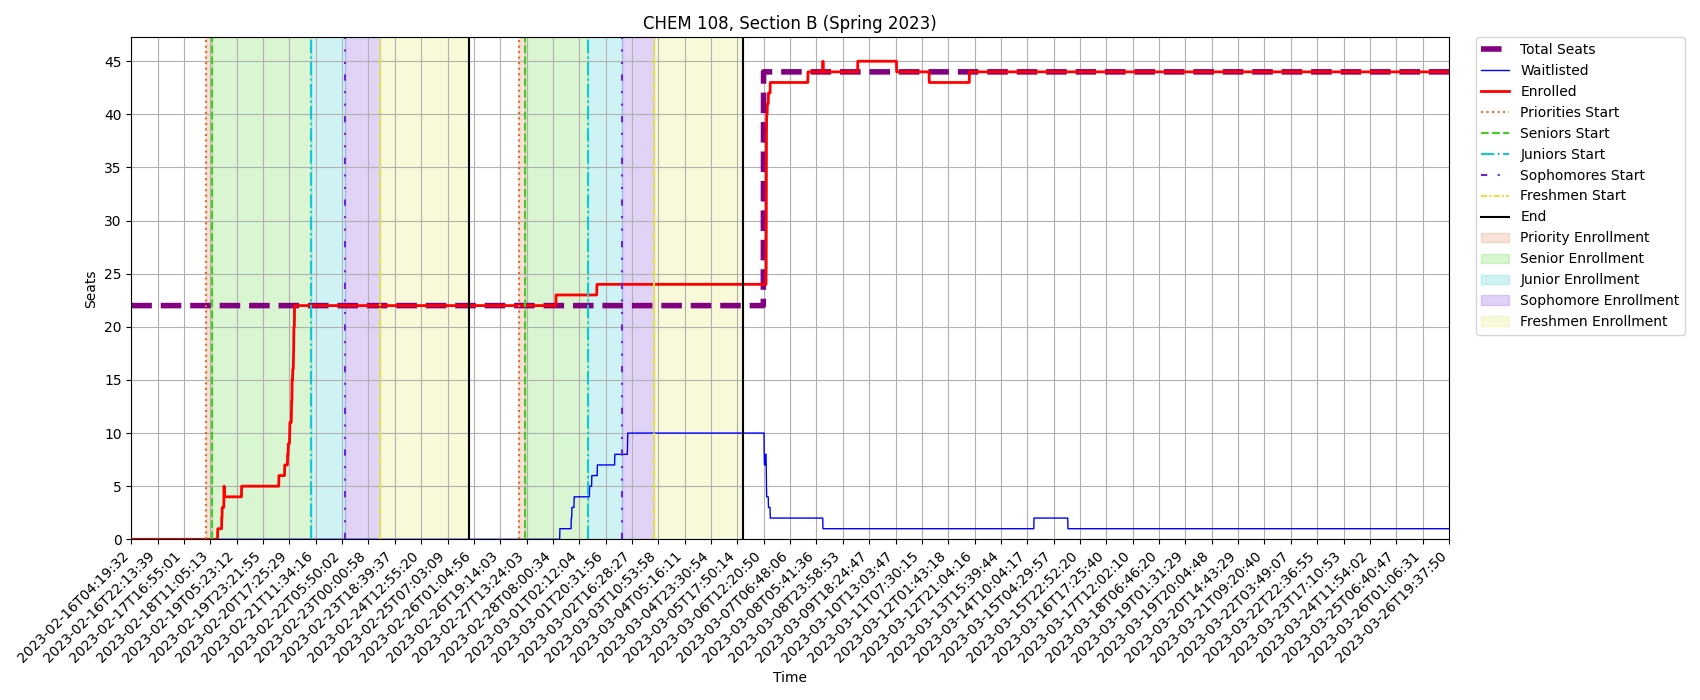 CHEM 108, Section B (Spring 2023)
Total Seats
Waitlisted
Enrolled
Priorities Start
Seniors Start
Juniors Start
Sophomores Start
Freshmen Start
End
Priority Enrollment
Senior Enrollment
Junior Enrollment
Sophomore Enrollment
Freshmen Enrollment
Seats
45
40
35
30
25
20
15
10
5
0
2023-02-16T04:19:32
2023-02-16T22:13:39
2023-02-17T16:55:01
2023-02-18T11:05:13
2023-02-19T05:23:12
2023-02-19T23:21:55
2023-02-20T17:25:29
2023-02-21T11:34:16
2023-02-22T05:50:02
2023-02-23T00:00:58
2023-02-23T18:39:37
2023-02-24T12:55:20
2023-02-25T07:03:09
2023-02-26T01:04:56
2023-02-26T19:14:03
2023-02-27T13:24:03
2023-02-28T08:00:34
2023-03-01T02:12:04
2023-03-01T20:31:56
2023-03-02T16:28:27
2023-03-03T10:53:58
2023-03-04T05:16:11
2023-03-04T23:30:54
2023-03-05T17:50:14
2023-03-06T12:20:50
2023-03-07T06:48:06
2023-03-08T05:41:36
2023-03-08T23:58:53
2023-03-09T18:24:47
2023-03-10T13:03:47
2023-03-11T07:30:15
2023-03-12T01:43:18
2023-03-12T21:04:16
2023-03-13T15:39:44
2023-03-14T10:04:17
2023-03-15T04:29:57
2023-03-15T22:52:20
2023-03-16T17:25:40
2023-03-17T12:02:10
2023-03-18T06:46:20
2023-03-19T01:31:29
2023-03-19T20:04:48
2023-03-20T14:43:29
2023-03-21T09:20:40
2023-03-22T03:49:07
2023-03-22T22:36:55
2023-03-23T17:10:53
2023-03-24T11:54:02
2023-03-25T06:40:47
2023-03-26T01:06:31
2023-03-26T19:37:50
Time